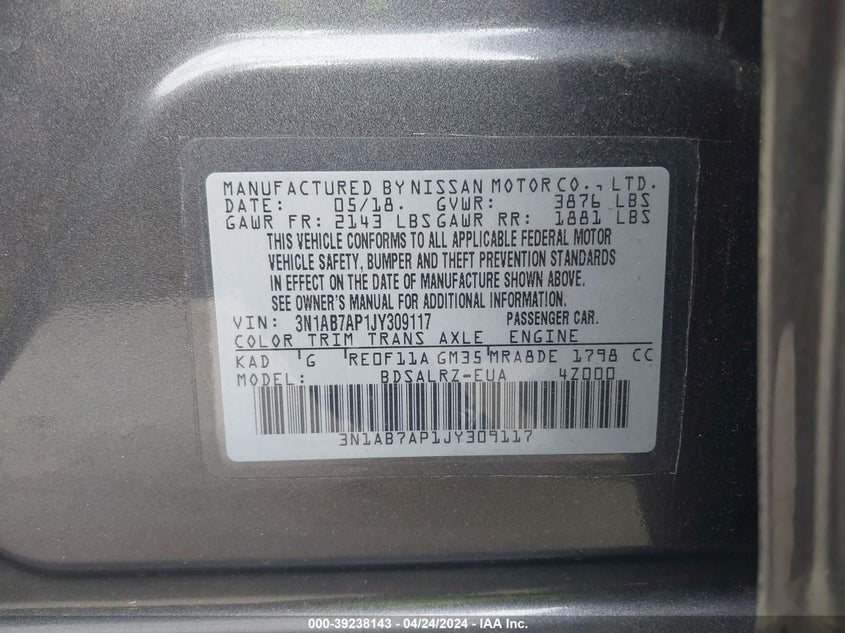 MANUFACTURED BY NISSAN MOTOR CO., LTD.
DATE: 05/18. GVWR: 3876 LBS
GAWR FR: 2143 LBS GAWR RR: 1881 LBS
THIS VEHICLE CONFORMS TO ALL APPLICABLE FEDERAL MOTOR
VEHICLE SAFETY, BUMPER AND THEFT PREVENTION STANDARDS
IN EFFECT ON THE DATE OF MANUFACTURE SHOWN ABOVE.
SEE OWNER'S MANUAL FOR ADDITIONAL INFORMATION.
VIN: 3N1AB7AP1JY309117 PASSENGER CAR.
COLOR TRIM TRANS AXLE ENGINE
KAD G RE0F11A GM35 MRA8DE 1798 CC
MODEL: BDSALRZ-EUA 4Z000
3N1AB7AP1JY309117
000-39238143 - 04/24/2024 - IAA Inc.